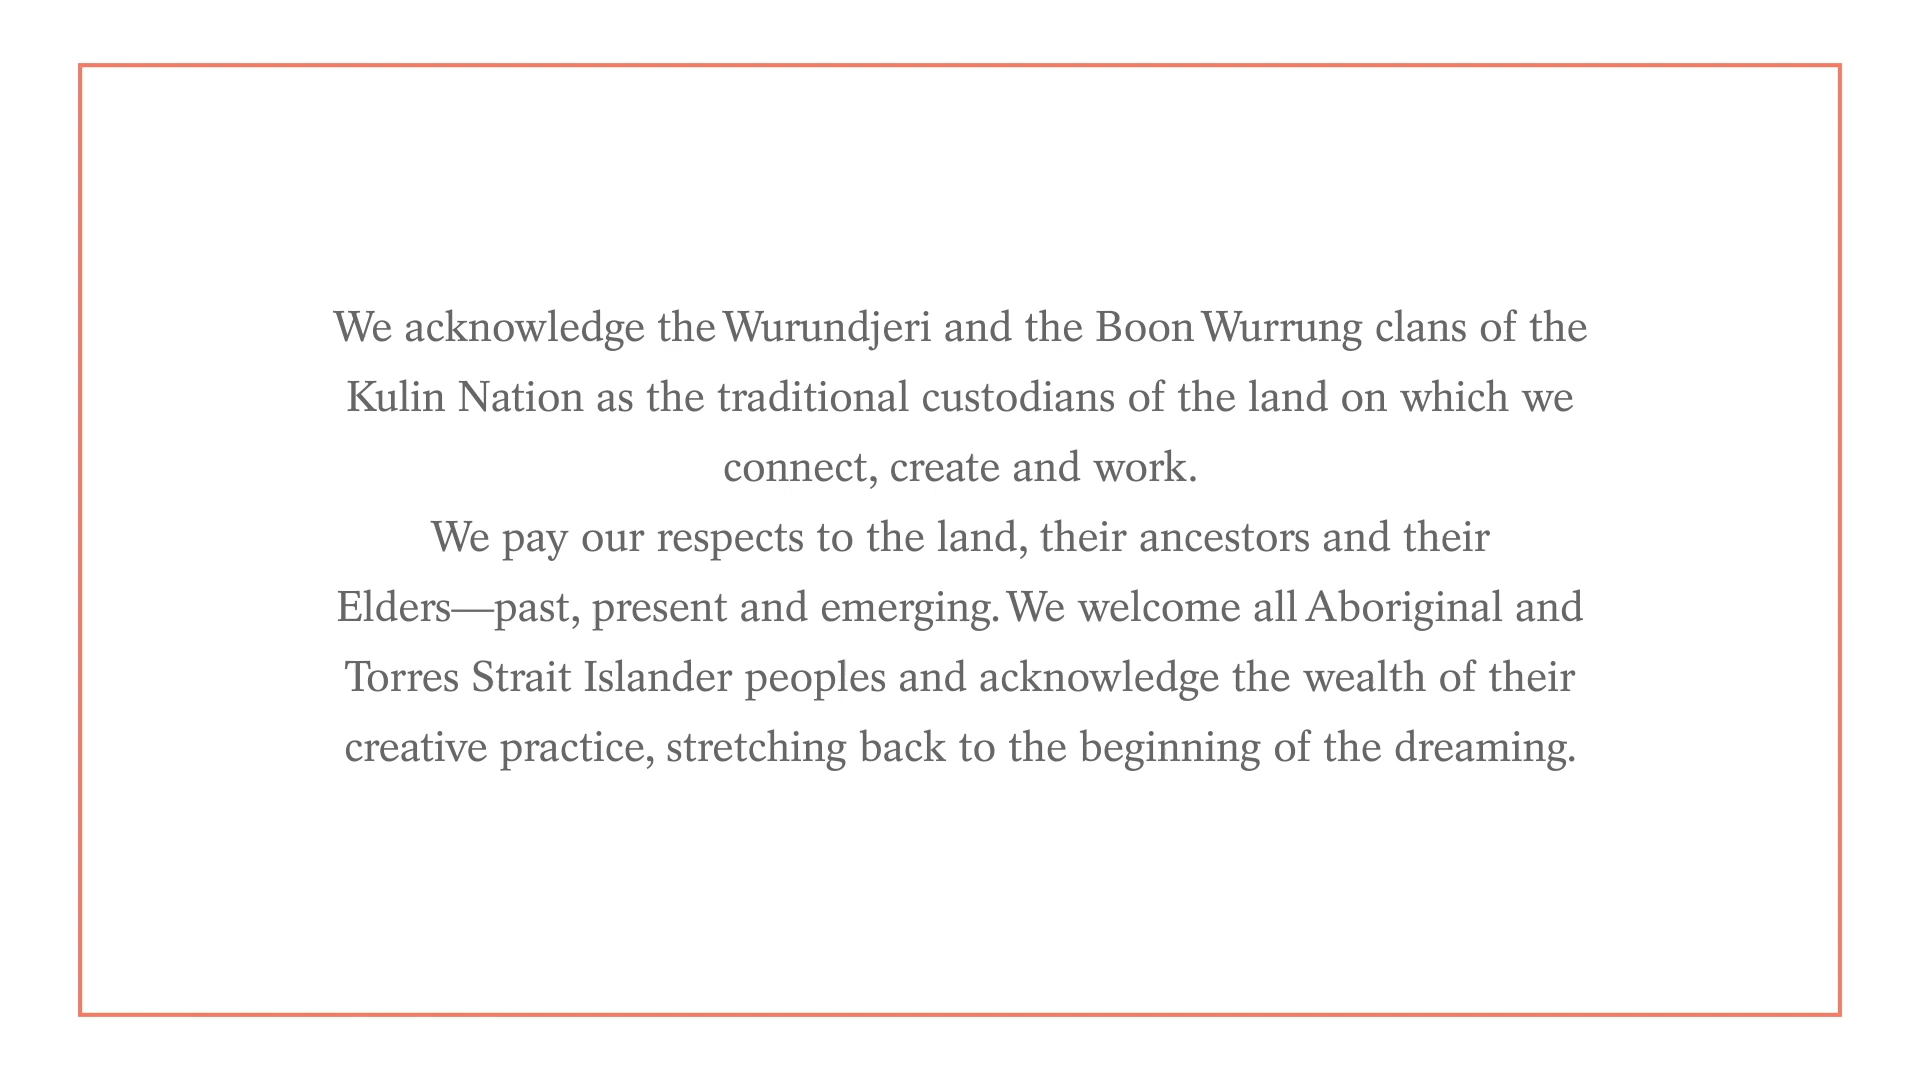 We acknowledge the Wurundjeri and the Boon Wurrung clans of the
Kulin Nation as the traditional custodians of the land on which we
connect, create and work.
We pay our respects to the land, their ancestors and their
Elders—past, present and emerging. We welcome all Aboriginal and
Torres Strait Islander peoples and acknowledge the wealth of their
creative practice, stretching back to the beginning of the dreaming.